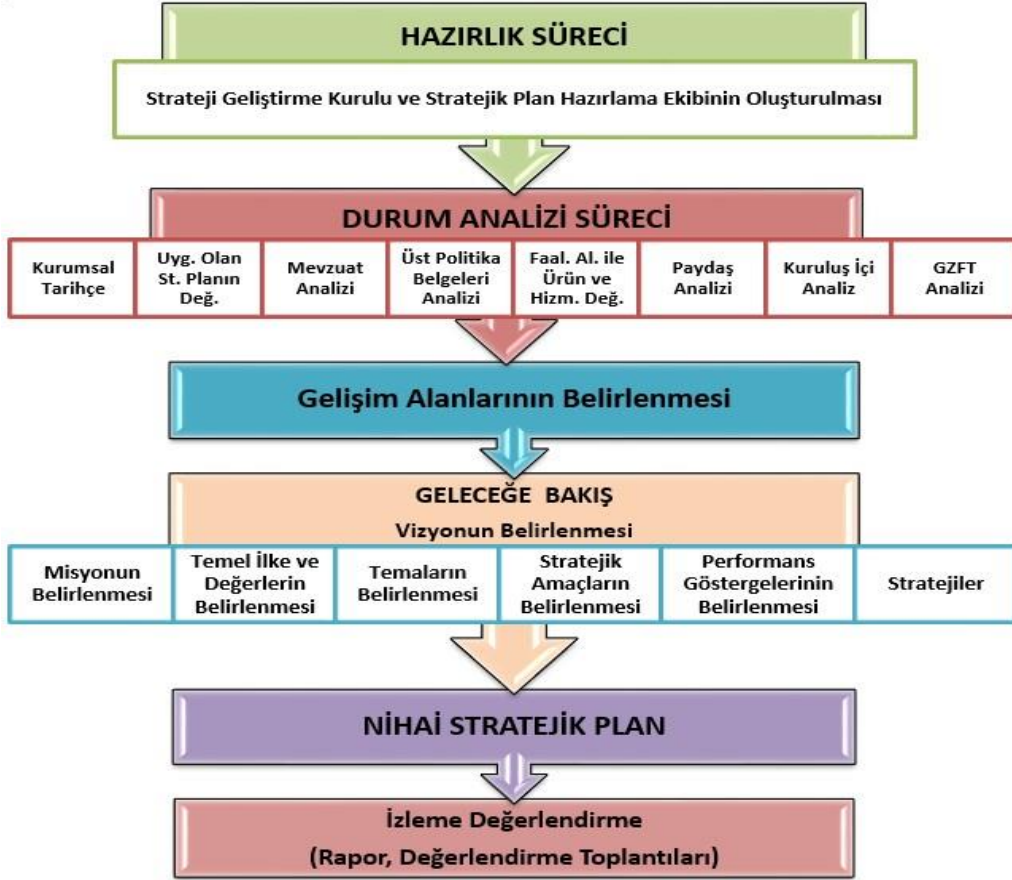 HAZIRLIK SÜRECİ
Strateji Geliştirme Kurulu ve Stratejik Plan Hazırlama Ekibinin Oluşturulması
DURUM ANALİZİ SÜRECİ
Kurumsal
Tarihçe
Uyg. Olan
St. Planın
Değ.
Mevzuat
Analizi
Üst Politika
Belgeleri
Analizi
Faal. Al. ile
Ürün ve
Hizm. Değ.
Paydaş
Analizi
Kuruluş İçi
Analiz
GZFT
Analizi
Gelişim Alanlarının Belirlenmesi
GELECEĞE BAKIŞ
Vizyonun Belirlenmesi
Misyonun
Belirlenmesi
Temel İlke ve
Değerlerin
Belirlenmesi
Temaların
Belirlenmesi
Stratejik
Amaçların
Belirlenmesi
Performans
Göstergelerinin
Belirlenmesi
Stratejiler
NİHAİ STRATEJİK PLAN
İzleme Değerlendirme
(Rapor, Değerlendirme Toplantıları)